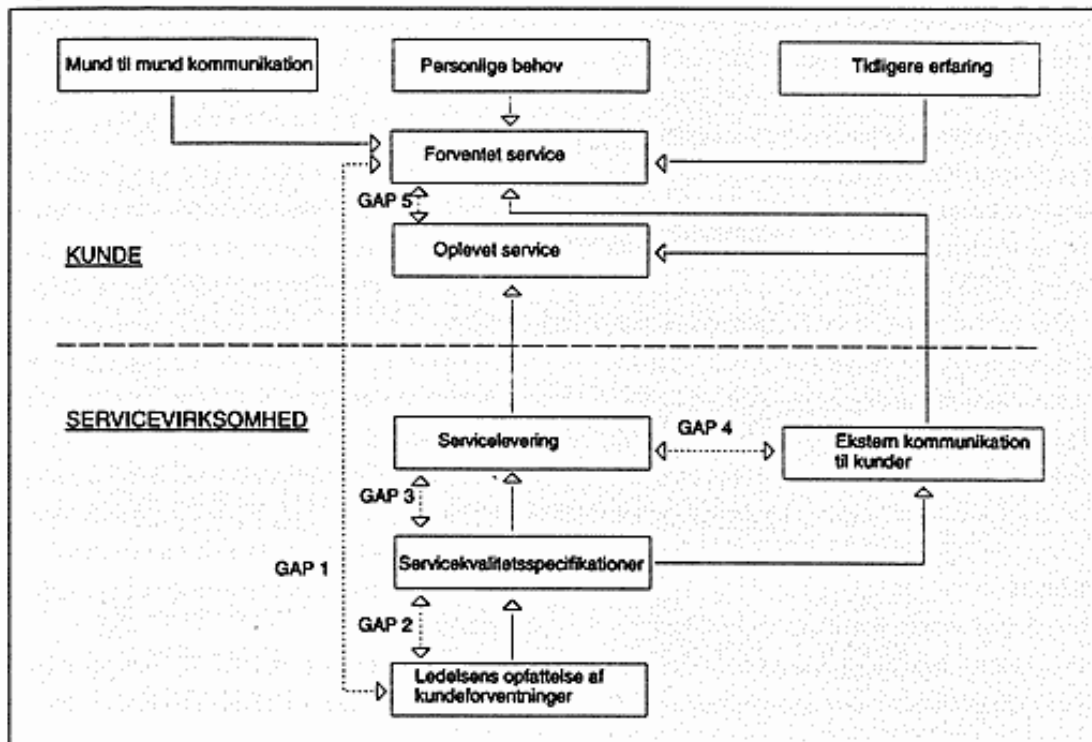 Mund til mund kommunikation
Personlige behov
Tidligere erfaring
Forventet service
GAP 5
Oplevet service
KUNDE
SERVICEVIRKSOMHED
Servicelevering
GAP 4
Ekstern kommunikation
til kunder
GAP 3
Servicekvalitetsspecifikationer
GAP 1
GAP 2
Ledelsens opfattelse af
kundeforventninger